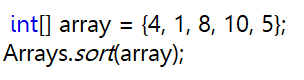 int[] array = {4, 1, 8, 10, 5};
Arrays.sort(array);